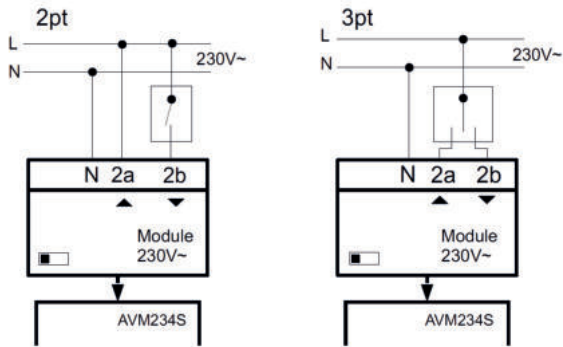 2pt
L
N
230V~
N 2a 2b
Module
230V~
AVM234S
3pt
L
N
230V~
N 2a 2b
Module
230V~
AVM234S